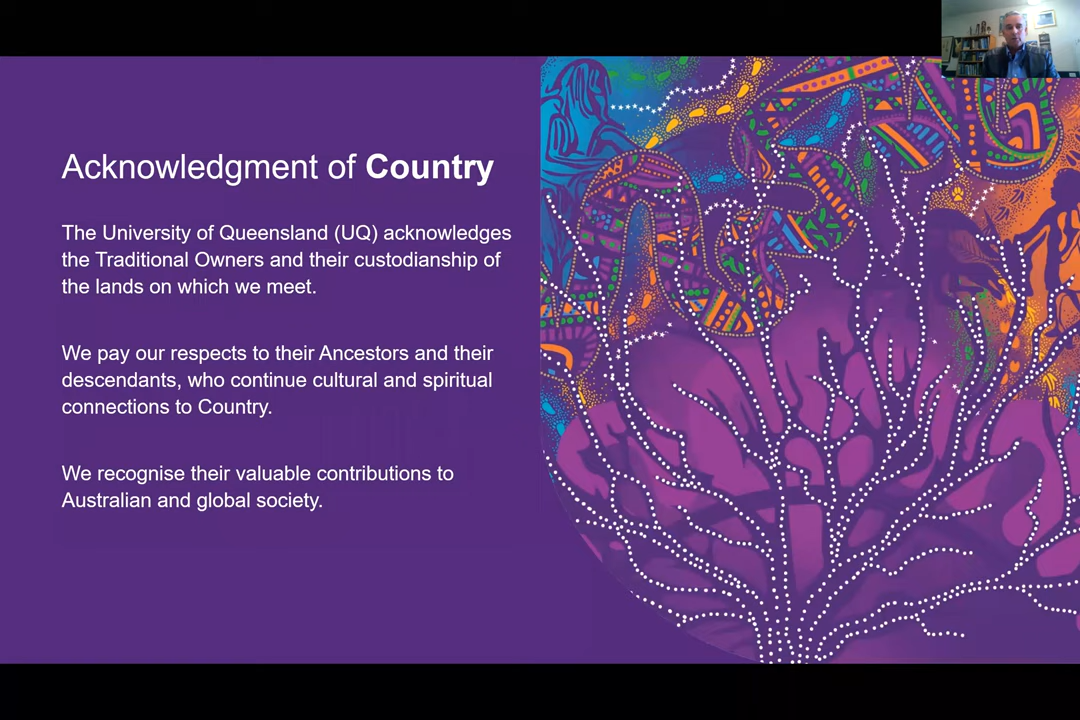 Acknowledgment of Country
The University of Queensland (UQ) acknowledges
the Traditional Owners and their custodianship of
the lands on which we meet.
We pay our respects to their Ancestors and their
descendants, who continue cultural and spiritual
connections to Country.
We recognise their valuable contributions to
Australian and global society.